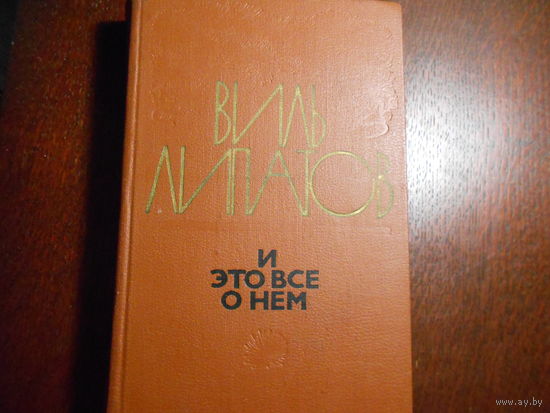 ВИЛЬ
ЛИПАТОВ
И
ЭТО ВСЕ
О НЕМ
www.ay.by